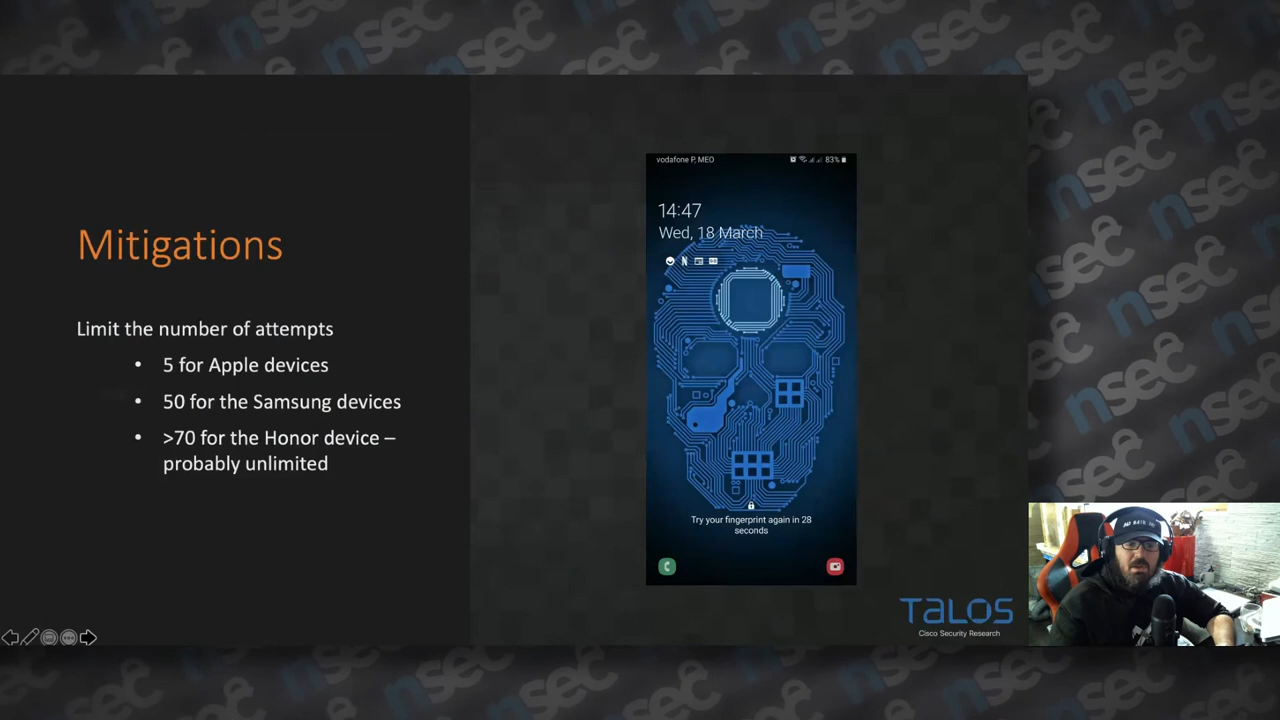 Mitigations
Limit the number of attempts
• 5 for Apple devices
• 50 for the Samsung devices
• >70 for the Honor device –
probably unlimited
vodafone P, MEO
83%
14:47
Wed, 18 March
Try your fingerprint again in 28
seconds
TALOS
Cisco Security Research
nsec